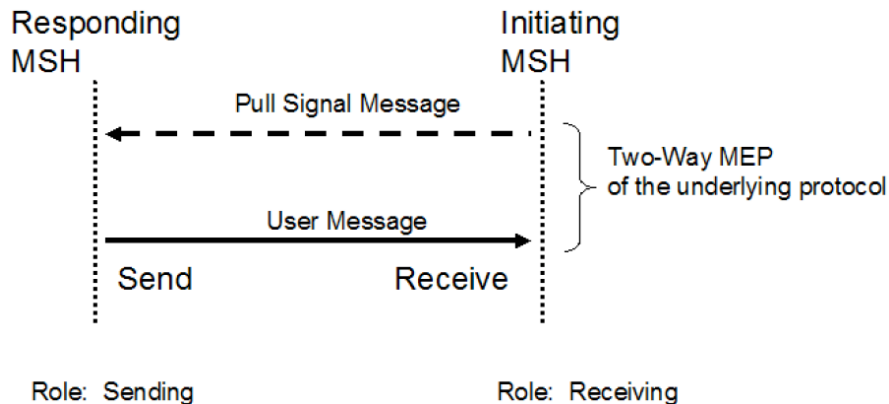 Responding
MSH
Initiating
MSH
Pull Signal Message
Two-Way MEP
of the underlying protocol
User Message
Send
Receive
Role: Sending
Role: Receiving